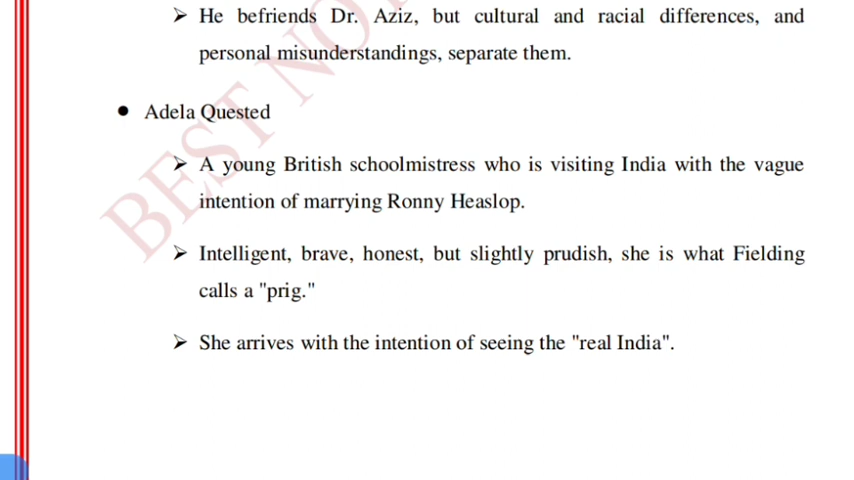 ➢ He befriends Dr. Aziz, but cultural and racial differences, and
personal misunderstandings, separate them.
● Adela Quested
➢ A young British schoolmistress who is visiting India with the vague
intention of marrying Ronny Heaslop.
➢ Intelligent, brave, honest, but slightly prudish, she is what Fielding
calls a "prig."
➢ She arrives with the intention of seeing the "real India".
BEST NO